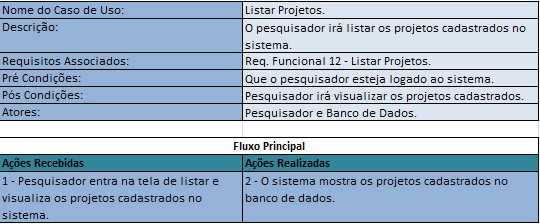 Nome do Caso de Uso: Listar Projetos.
Descrição: O pesquisador irá listar os projetos cadastrados no
sistema.
Requisitos Associados: Req. Funcional 12 - Listar Projetos.
Pré Condições: Que o pesquisador esteja logado ao sistema.
Pós Condições: Pesquisador irá visualizar os projetos cadastrados.
Atores: Pesquisador e Banco de Dados.
Fluxo Principal
Ações Recebidas Ações Realizadas
1 - Pesquisador entra na tela de listar e
visualiza os projetos cadastrados no
sistema.
2 - O sistema mostra os projetos cadastrados no
banco de dados.